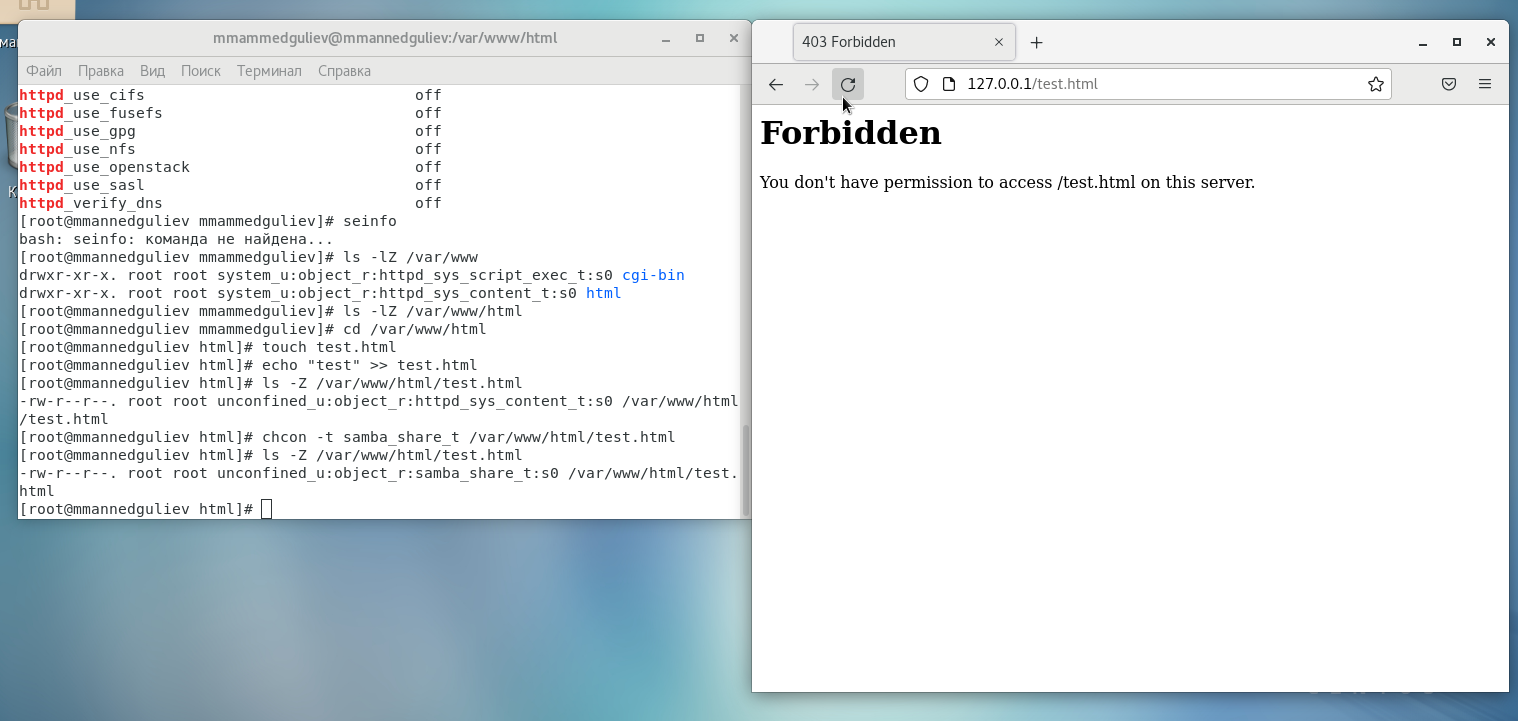 mmammedguliev@mmannedguliev:/var/www/html
Файл Правка Вид Поиск Терминал Справка
httpd_use_cifs off
httpd_use_fusefs off
httpd_use_gpg off
httpd_use_nfs off
httpd_use_openstack off
httpd_use_sasl off
httpd_verify_dns off
[root@mmannedguliev mmammedguliev]# seinfo
bash: seinfo: команда не найдена...
[root@mmannedguliev mmammedguliev]# ls -lZ /var/www
drwxr-xr-x. root root system_u:object_r:httpd_sys_script_exec_t:s0 cgi-bin
drwxr-xr-x. root root system_u:object_r:httpd_sys_content_t:s0 html
[root@mmannedguliev mmammedguliev]# ls -lZ /var/www/html
[root@mmannedguliev mmammedguliev]# cd /var/www/html
[root@mmannedguliev html]# touch test.html
[root@mmannedguliev html]# echo "test" >> test.html
[root@mmannedguliev html]# ls -Z /var/www/html/test.html
-rw-r--r--. root root unconfined_u:object_r:httpd_sys_content_t:s0 /var/www/html
/test.html
[root@mmannedguliev html]# chcon -t samba_share_t /var/www/html/test.html
[root@mmannedguliev html]# ls -Z /var/www/html/test.html
-rw-r--r--. root root unconfined_u:object_r:samba_share_t:s0 /var/www/html/test.
html
[root@mmannedguliev html]#
403 Forbidden
127.0.0.1/test.html
Forbidden
You don't have permission to access /test.html on this server.